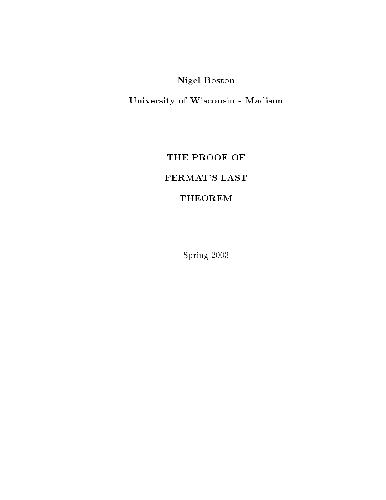 Nigel Boston
University of Wisconsin - Madison
THE PROOF OF
FERMAT'S LAST
THEOREM
Spring 2003